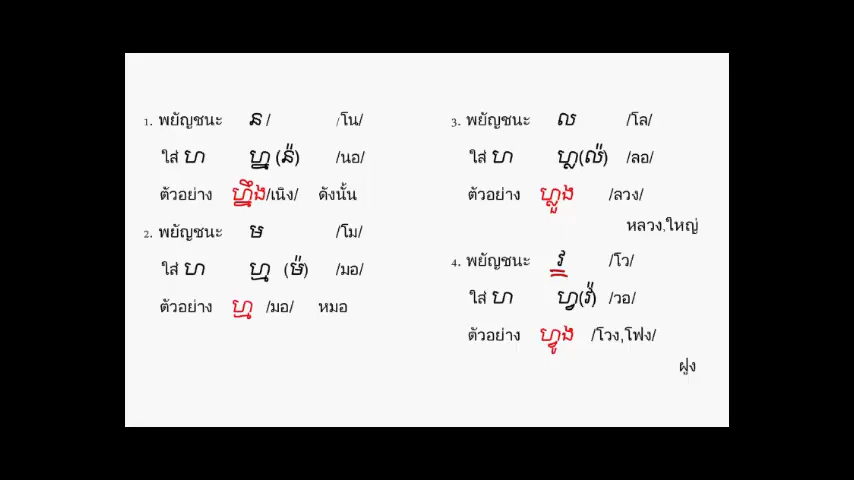 1. พยัญชนะ ន / /โน/
ใส่ ហ ហ្ន (ន៉) /นอ/
ตัวอย่าง ហ្នឹង/เนิง/ ดังนั้น
2. พยัญชนะ ម /โม/
ใส่ ហ ហ្ម (ម៉) /มอ/
ตัวอย่าง ហ្ម /มอ/ หมอ
3. พยัญชนะ ល /โล/
ใส่ ហ ហ្ល(ល៉) /ลอ/
ตัวอย่าง ហ្លួង /ลวง/
หลวง,ใหญ่
4. พยัญชนะ វ /โว/
ใส่ ហ ហ្វ(វ៉) /วอ/
ตัวอย่าง ហ្វូង /โวง,โฟง/
ฝูง